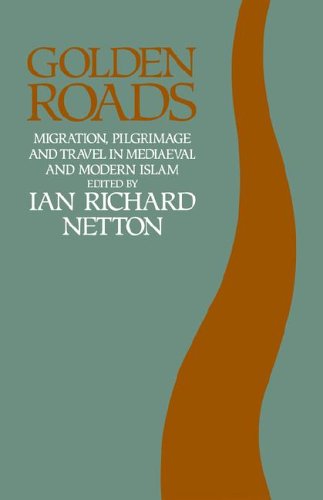 GOLDEN
ROADS
MIGRATION, PILGRIMAGE
AND TRAVEL IN MEDIAEVAL
AND MODERN ISLAM
EDITED BY
IAN RICHARD
NETTON